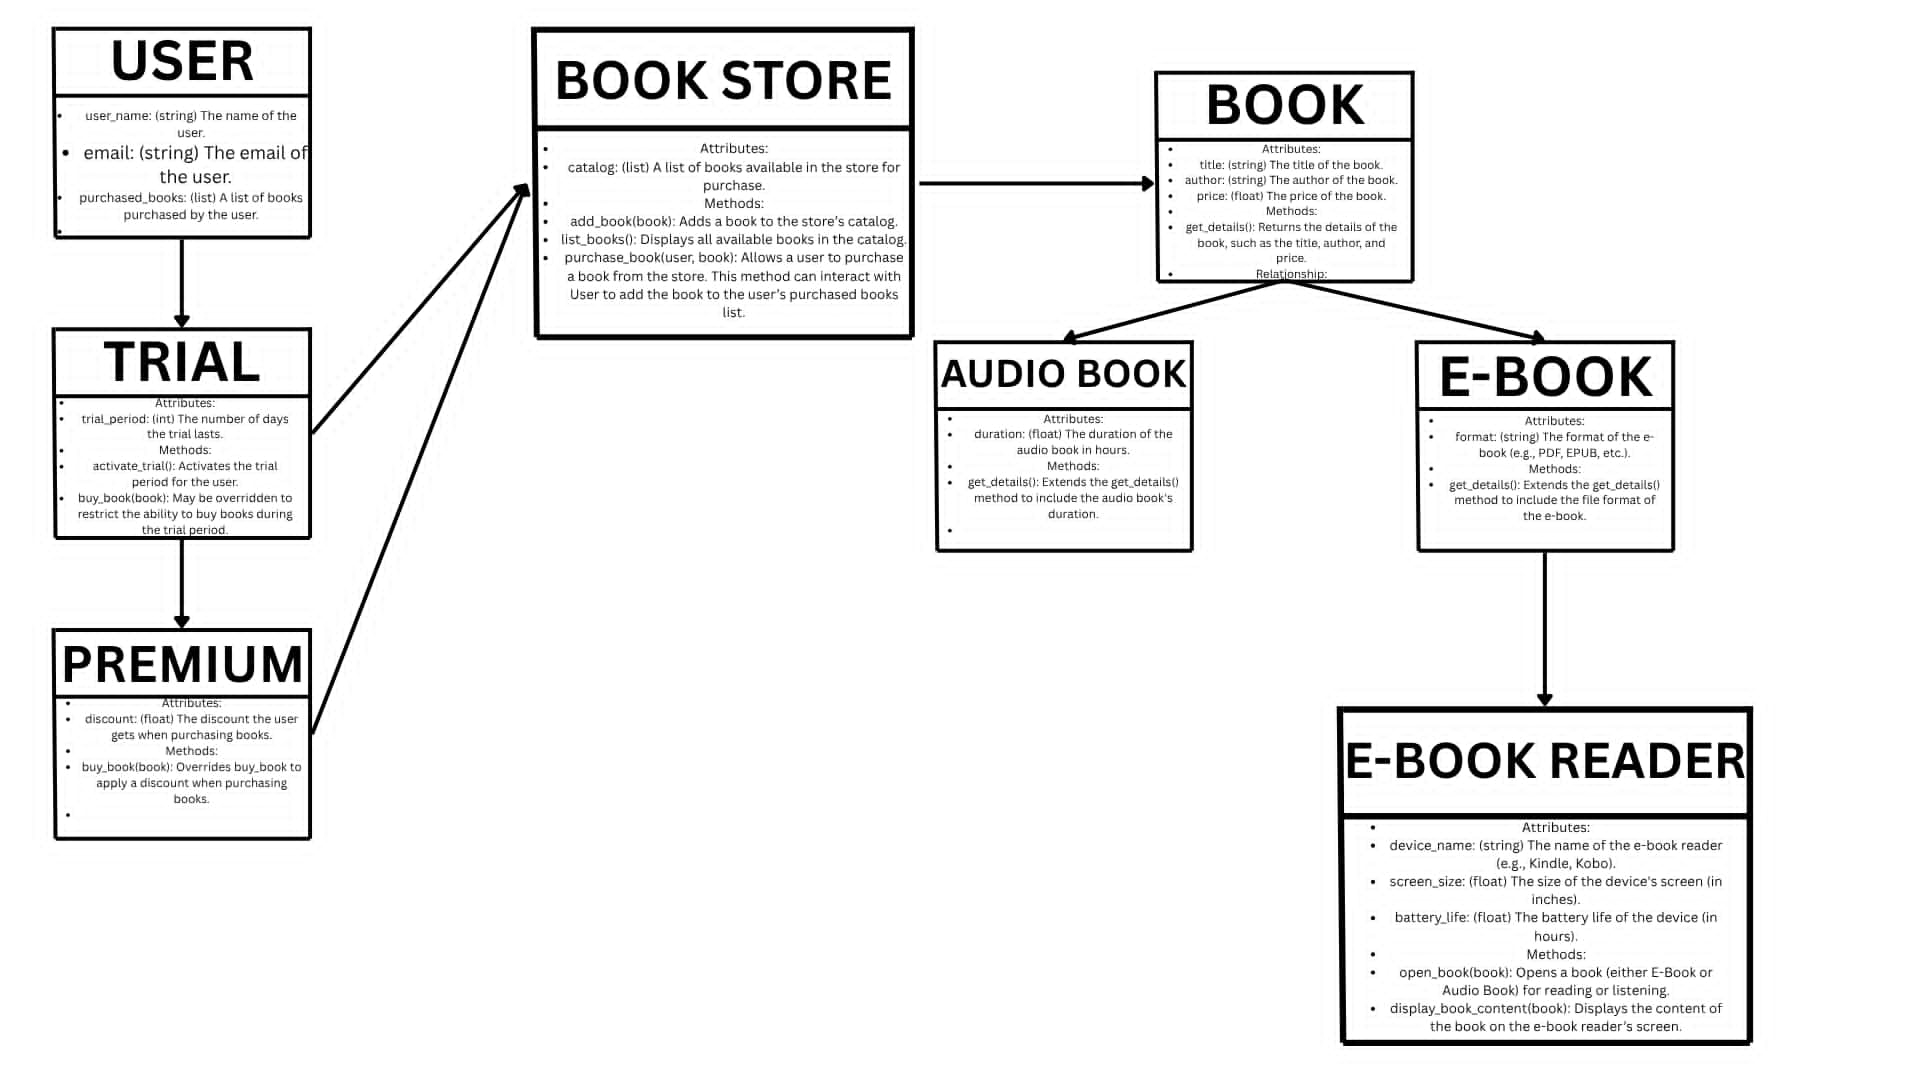 USER
• user_name: (string) The name of the
user.
• email: (string) The email of
the user.
• purchased_books: (list) A list of books
purchased by the user.
•
TRIAL
• Attributes:
• trial_period: (int) The number of days
the trial lasts.
• Methods:
• activate_trial(): Activates the trial
period for the user.
• buy_book(book): May be overridden to
restrict the ability to buy books during
the trial period.
PREMIUM
• Attributes:
• discount: (float) The discount the user
gets when purchasing books.
• Methods:
• buy_book(book): Overrides buy_book to
apply a discount when purchasing
books.
•
BOOK STORE
• Attributes:
• catalog: (list) A list of books available in the store for
purchase.
• Methods:
• add_book(book): Adds a book to the store's catalog.
• list_books(): Displays all available books in the catalog.
• purchase_book(user, book): Allows a user to purchase
a book from the store. This method can interact with
User to add the book to the user's purchased books
list.
BOOK
• Attributes:
• title: (string) The title of the book.
• author: (string) The author of the book.
• price: (float) The price of the book.
• Methods:
• get_details(): Returns the details of the
book, such as the title, author, and
price.
• Relationship:
AUDIO BOOK
• Attributes:
• duration: (float) The duration of the
audio book in hours.
• Methods:
• get_details(): Extends the get_details()
method to include the audio book's
duration.
•
E-BOOK
• Attributes:
• format: (string) The format of the e-
book (e.g., PDF, EPUB, etc.).
• Methods:
• get_details(): Extends the get_details()
method to include the file format of
the e-book.
E-BOOK READER
• Attributes:
• device_name: (string) The name of the e-book reader
(e.g., Kindle, Kobo).
• screen_size: (float) The size of the device's screen (in
inches).
• battery_life: (float) The battery life of the device (in
hours).
• Methods:
• open_book(book): Opens a book (either E-Book or
Audio Book) for reading or listening.
• display_book_content(book): Displays the content of
the book on the e-book reader's screen.